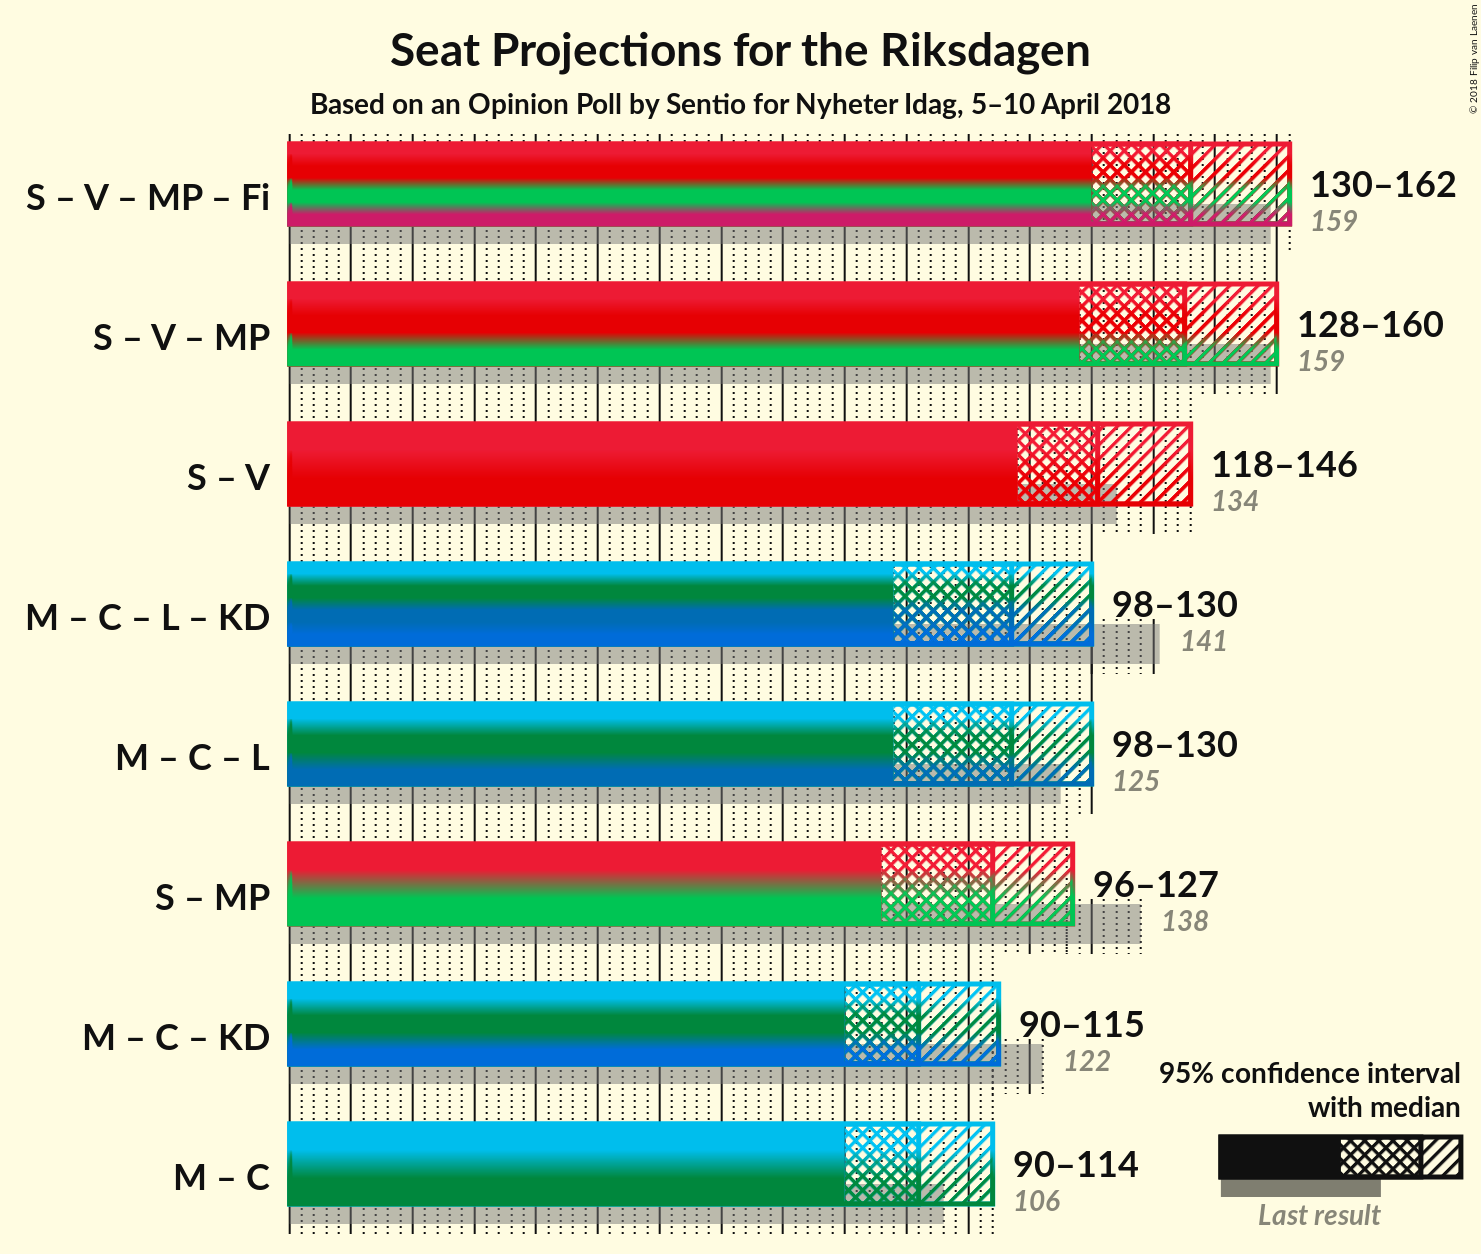 Seat Projections for the Riksdagen
Based on an Opinion Poll by Sentio for Nyheter Idag, 5–10 April 2018
© 2018 Filip van Laenen
S – V – MP – Fi
130–162
159
S – V – MP
128–160
159
S – V
118–146
134
M – C – L – KD
98–130
141
M – C – L
98–130
125
S – MP
96–127
138
M – C – KD
90–115
122
M – C
90–114
106
95% confidence interval
with median
Last result